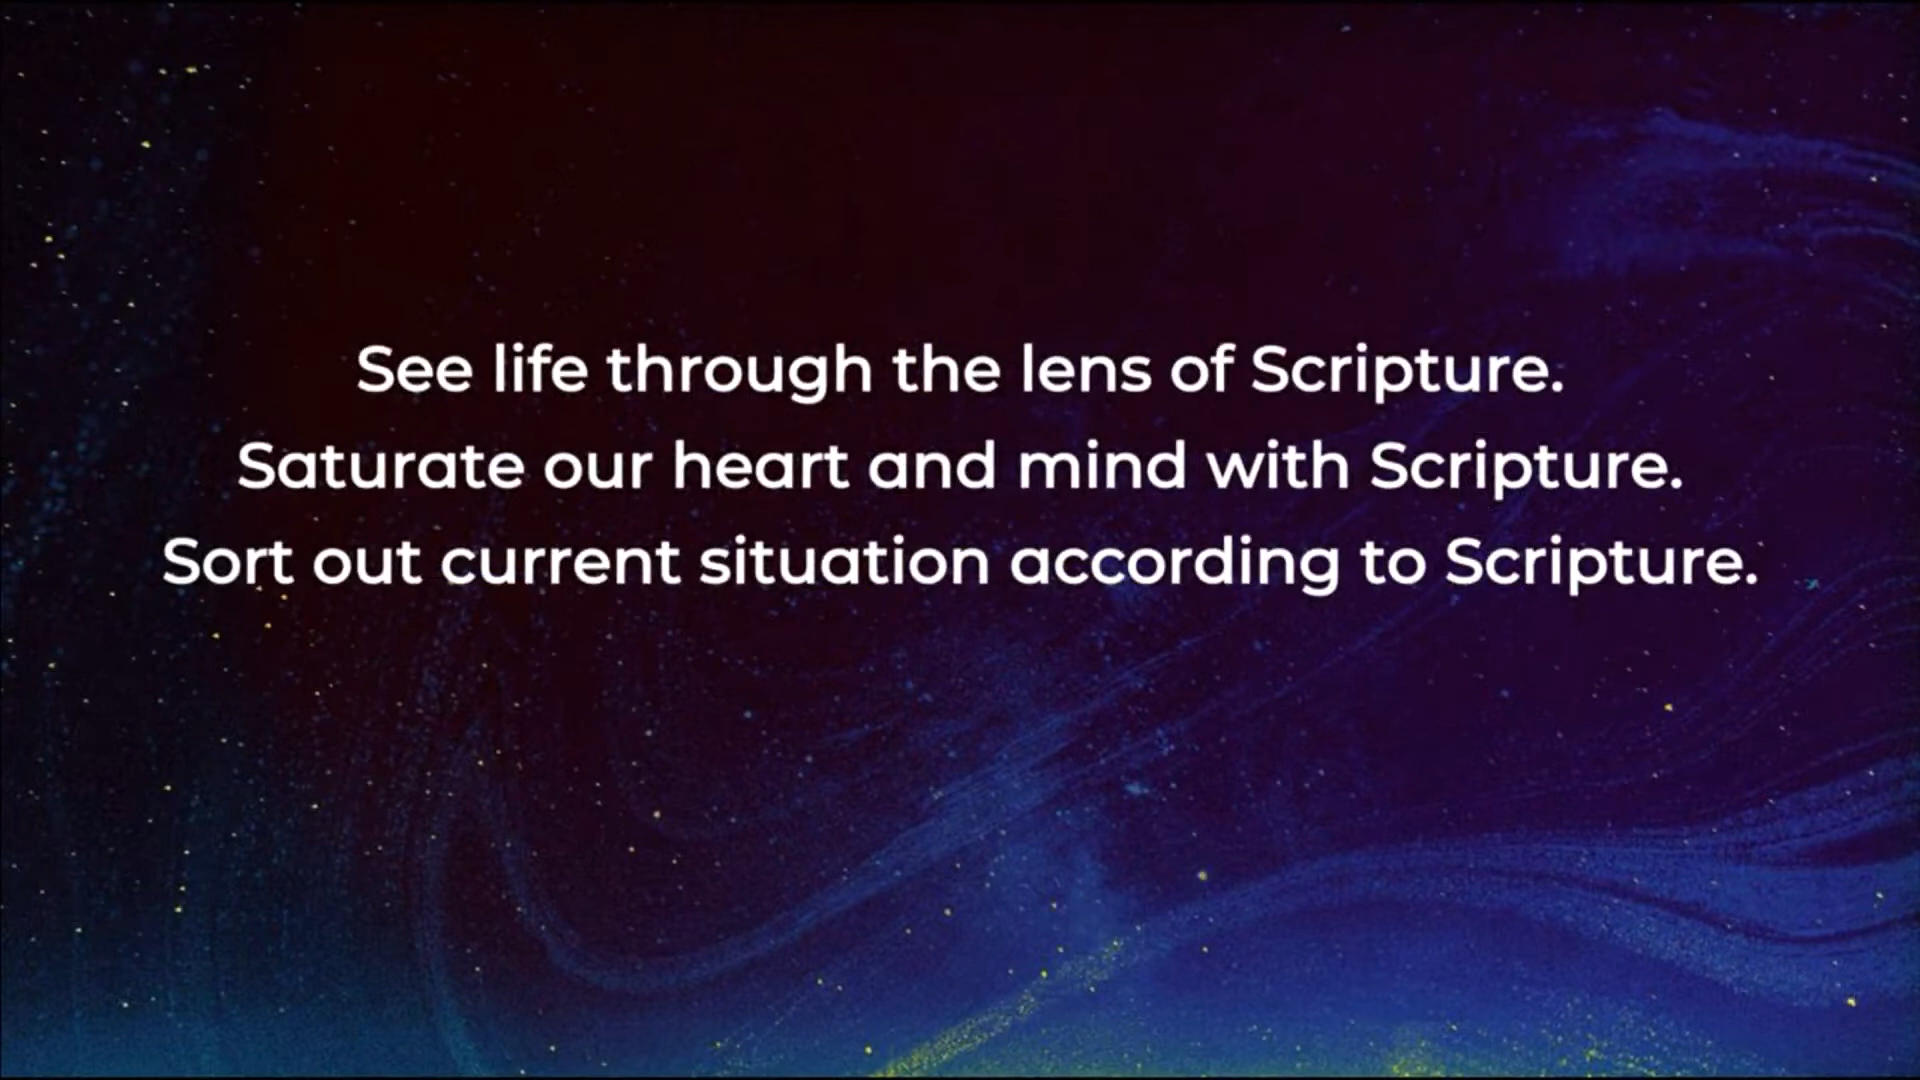 See life through the lens of Scripture.
Saturate our heart and mind with Scripture.
Sort out current situation according to Scripture.